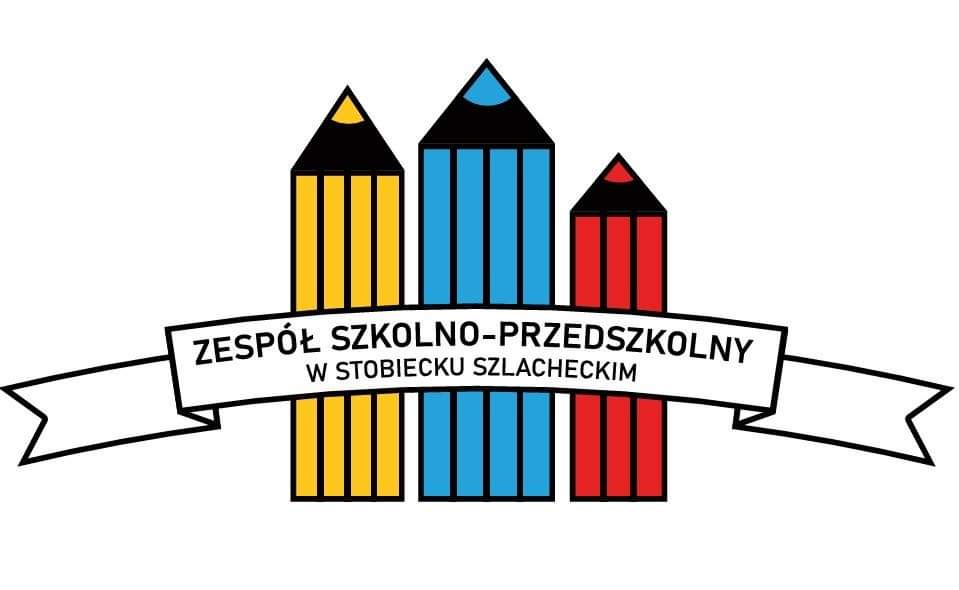 ZESPÓŁ SZKOLNO-PRZEDSZKOLNY
W STOBIECKU SZLACHECKIM